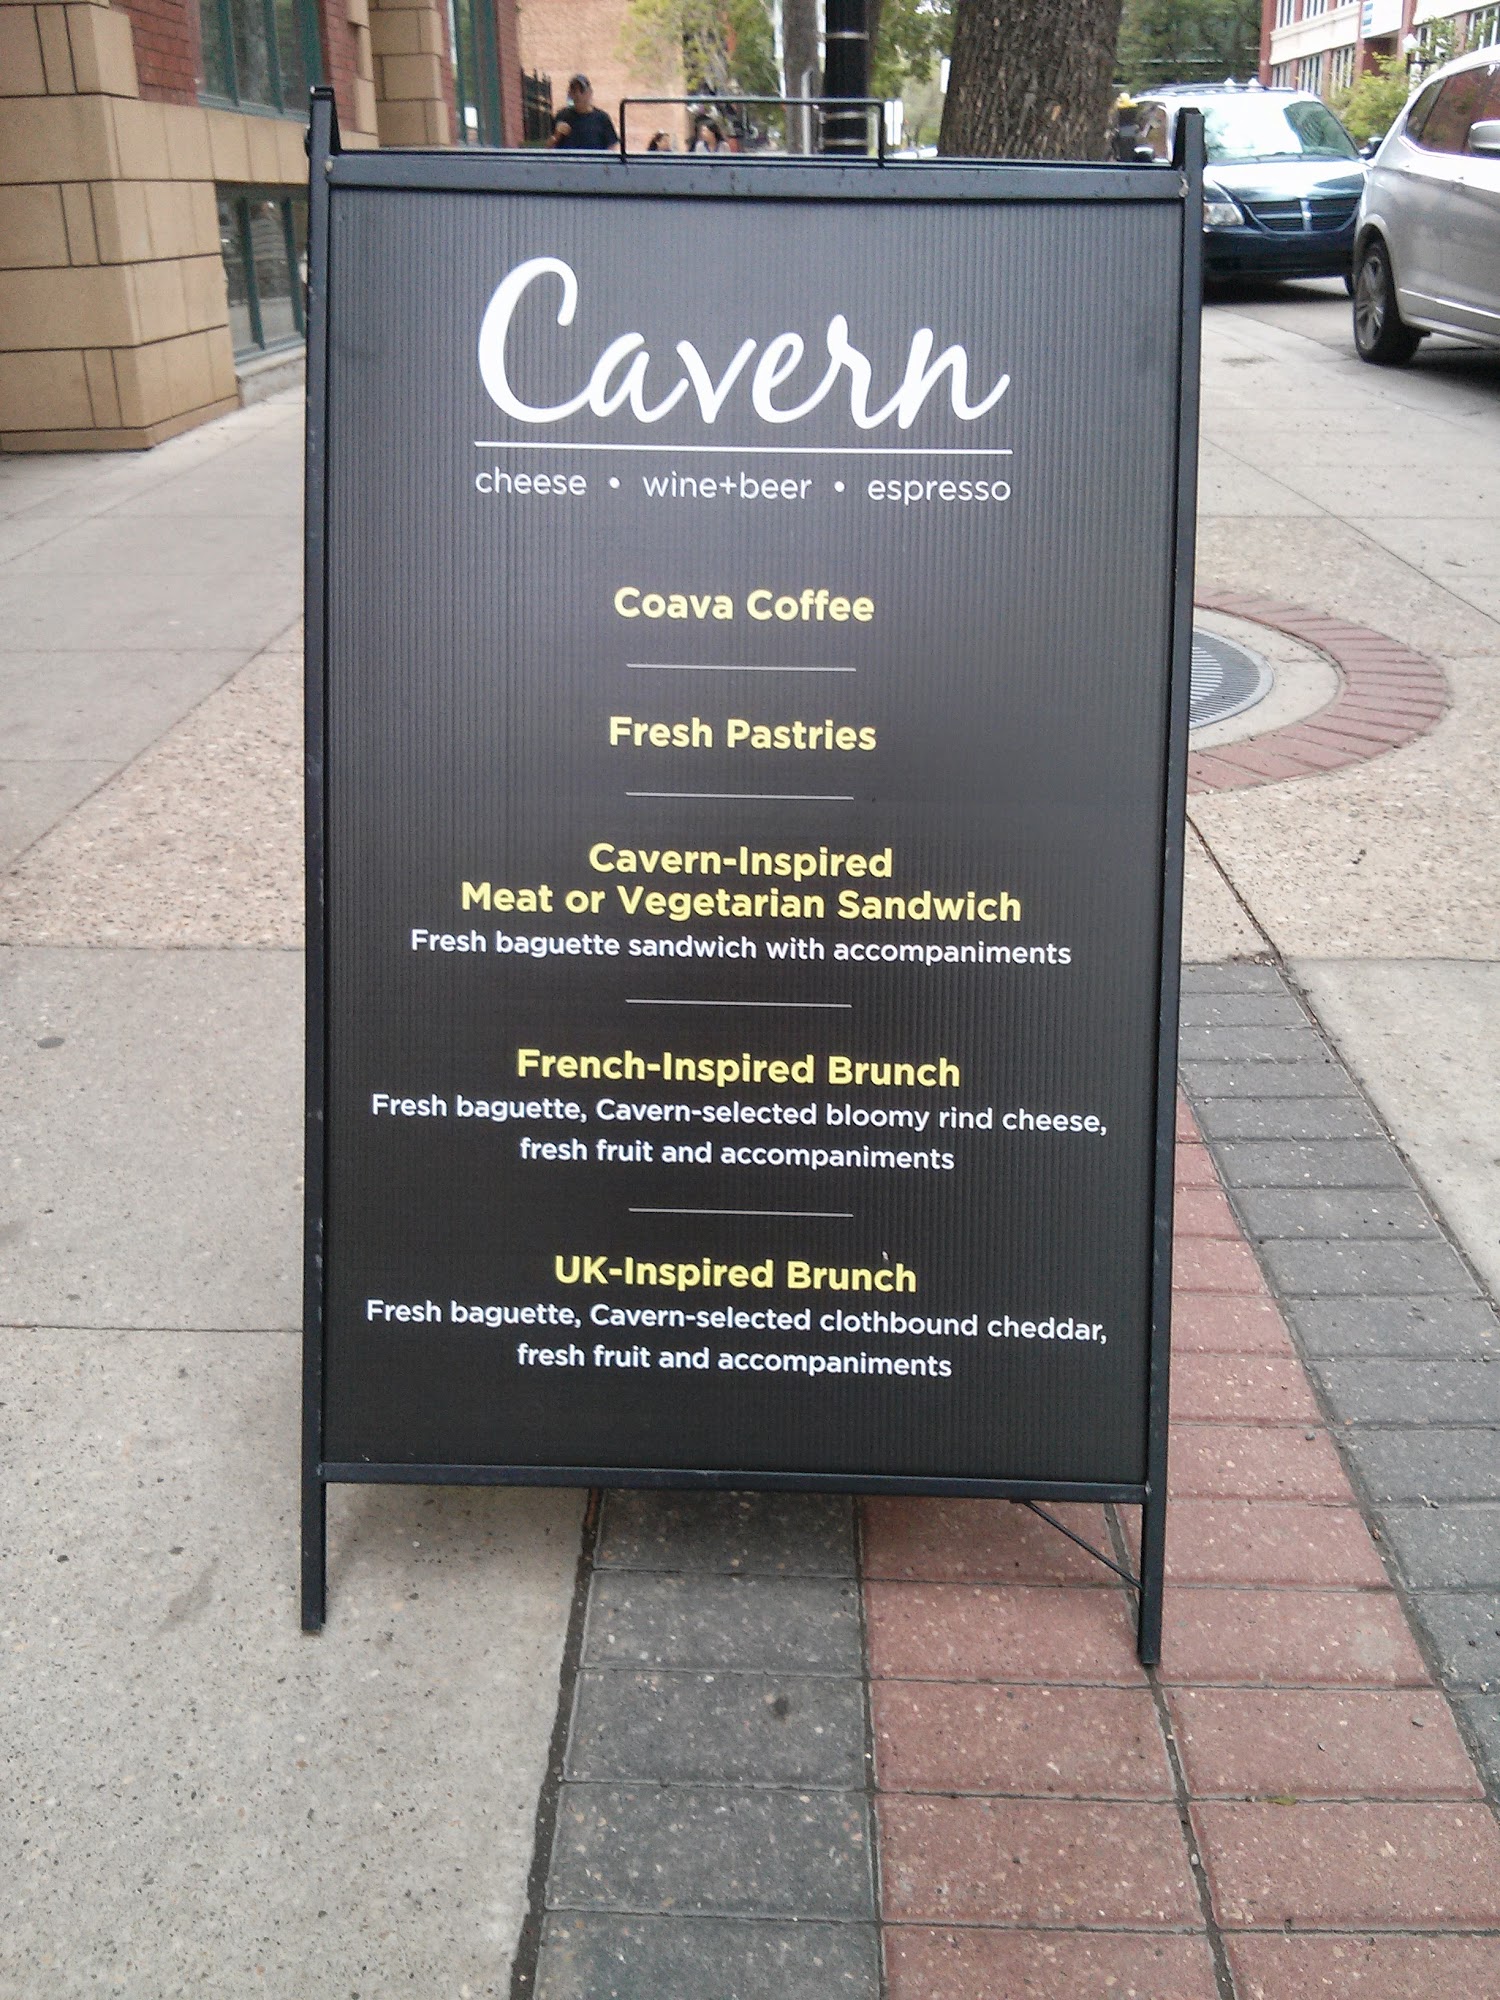 Cavern
cheese • wine+beer • espresso
Coava Coffee
Fresh Pastries
Cavern-Inspired
Meat or Vegetarian Sandwich
Fresh baguette sandwich with accompaniments
French-Inspired Brunch
Fresh baguette, Cavern-selected bloomy rind cheese,
fresh fruit and accompaniments
UK-Inspired Brunch
Fresh baguette, Cavern-selected clothbound cheddar,
fresh fruit and accompaniments